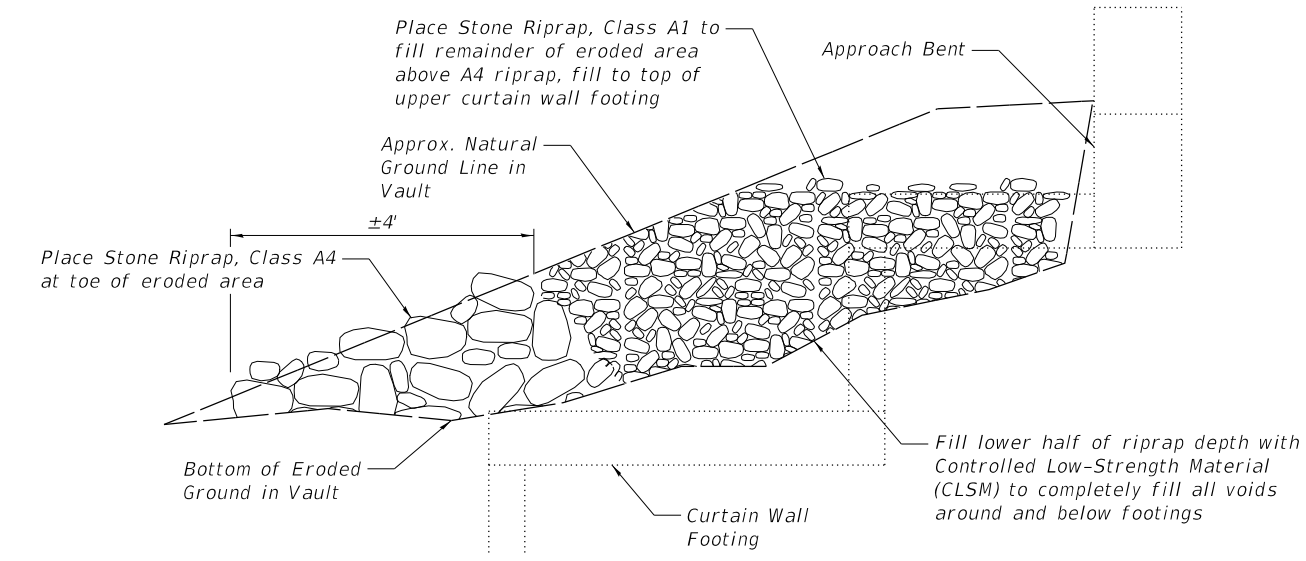 Place Stone Riprap, Class A1 to
fill remainder of eroded area
above A4 riprap, fill to top of
upper curtain wall footing
Approach Bent
Approx. Natural
Ground Line in
Vault
±4'
Place Stone Riprap, Class A4
at toe of eroded area
Bottom of Eroded
Ground in Vault
Fill lower half of riprap depth with
Controlled Low-Strength Material
(CLSM) to completely fill all voids
around and below footings
Curtain Wall
Footing